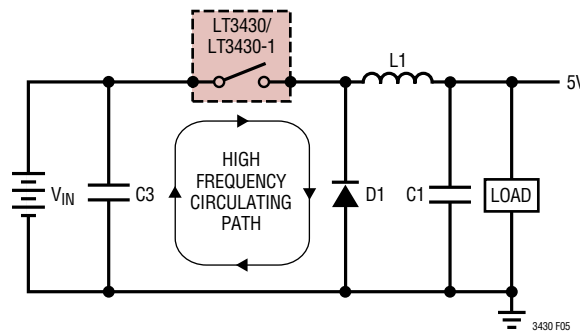 LT3430/
LT3430-1
L1
5V
HIGH
FREQUENCY
CIRCULATING
PATH
VIN
C3
D1
C1
LOAD
3430 F05